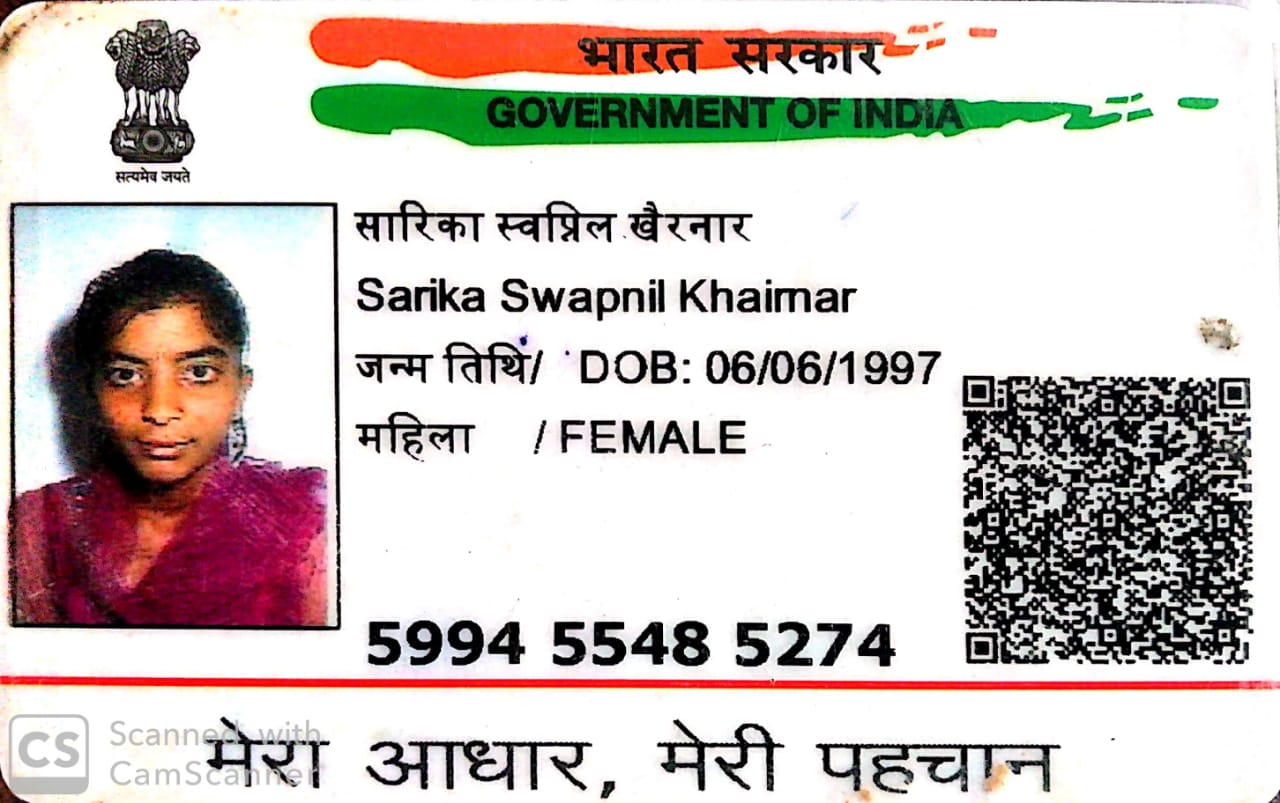 भारत सरकार
GOVERNMENT OF INDIA
सत्यमेव जयते
सारिका स्वप्निल खैरनार
Sarika Swapnil Khairnar
जन्म तिथि/ DOB: 06/06/1997
महिला / FEMALE
5994 5548 5274
मेरा आधार, मेरी पहचान
CS Scanned with
CamScanner